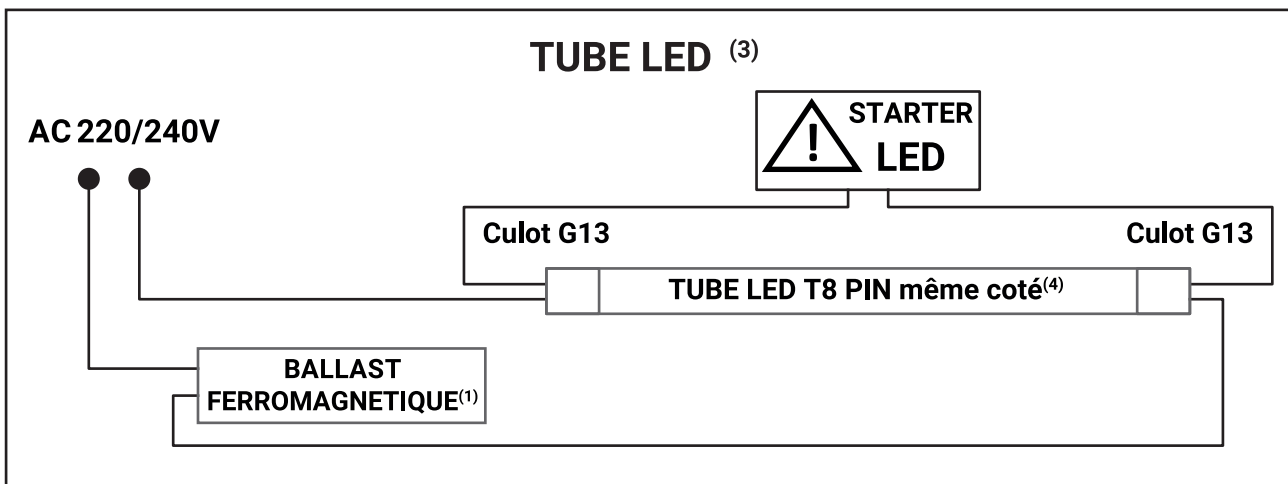 TUBE LED (3)
AC 220/240V
! STARTER
LED
Culot G13
Culot G13
TUBE LED T8 PIN même coté(4)
BALLAST
FERROMAGNETIQUE(1)